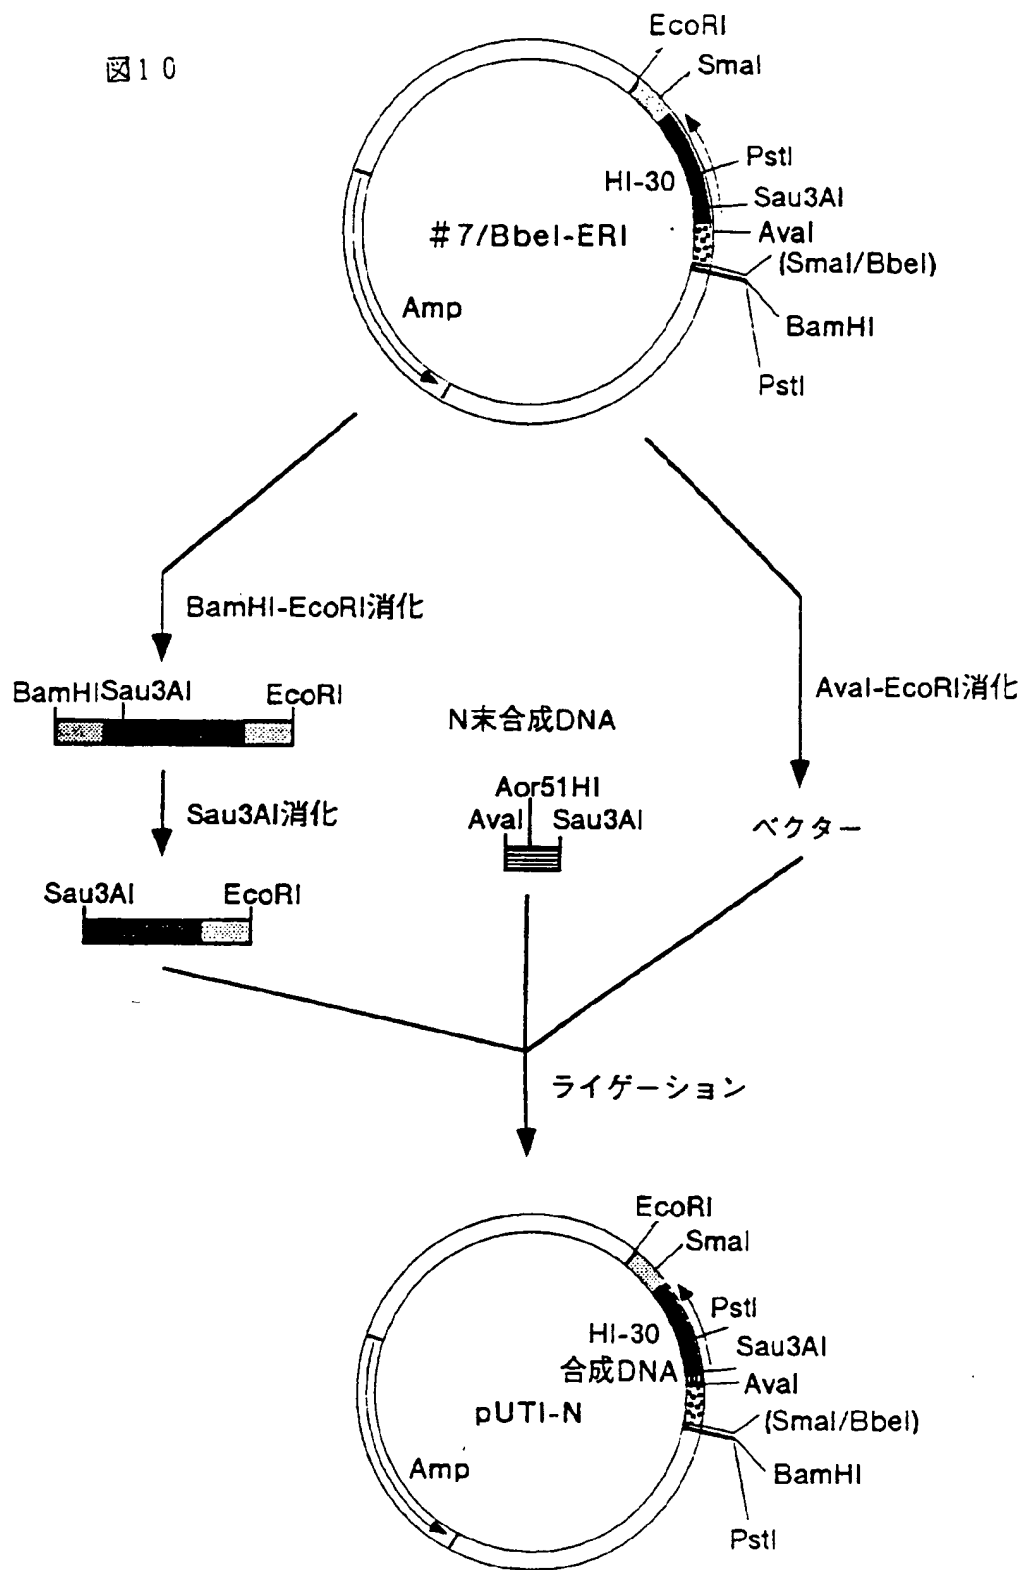 図10
EcoRI
SmaI
PstI
HI-30
Sau3AI
#7/BbeI-ERI
AvaI
(SmaI/BbeI)
Amp
BamHI
PstI
BamHI-EcoRI消化
AvaI-EcoRI消化
BamHI Sau3AI EcoRI
N末合成DNA
Aor51HI
Sau3AI消化
AvaI Sau3AI
ベクター
Sau3AI EcoRI
ライゲーション
EcoRI
SmaI
PstI
HI-30
Sau3AI
合成DNA
AvaI
pUTI-N
(SmaI/BbeI)
Amp
BamHI
PstI